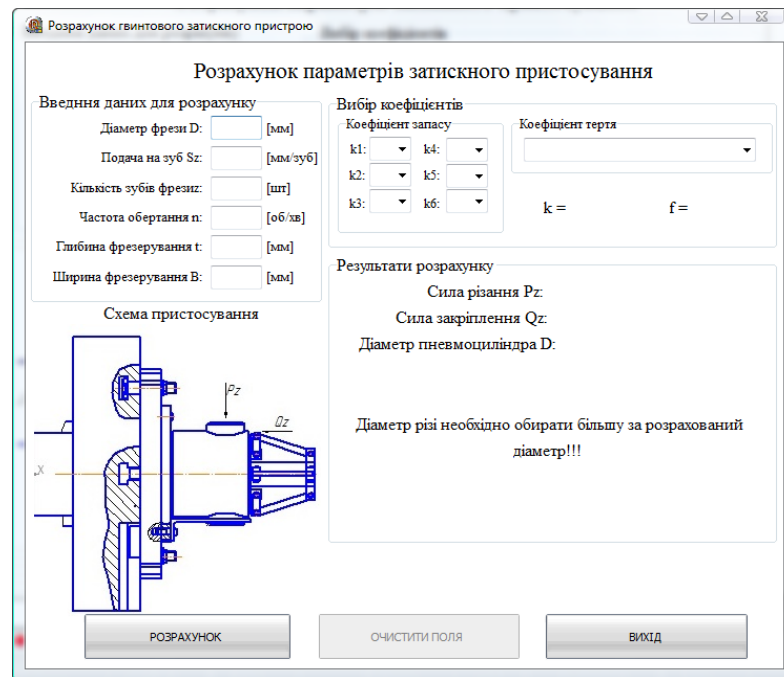 Розрахунок гвинтового затискного пристрою
Розрахунок параметрів затискного пристосування
Введння даних для розрахунку
Діаметр фрези D: [мм]
Подача на зуб Sz: [мм/зуб]
Кількість зубів фрезиz: [шт]
Частота обертання n: [об/хв]
Глибина фрезерування t: [мм]
Ширина фрезерування B: [мм]
Вибір коефіцієнтів
Коефіцієнт запасу
k1: k4:
k2: k5:
k3: k6:
Коефіцієнт тертя
k = f =
Схема пристосування
Pz
Qz
X
Результати розрахунку
Сила різання Pz:
Сила закріплення Qz:
Діаметр пневмоциліндра D:
Діаметр різі необхідно обирати більшу за розрахований
діаметр!!!
РОЗРАХУНОК
ОЧИСТИТИ ПОЛЯ
ВИХІД